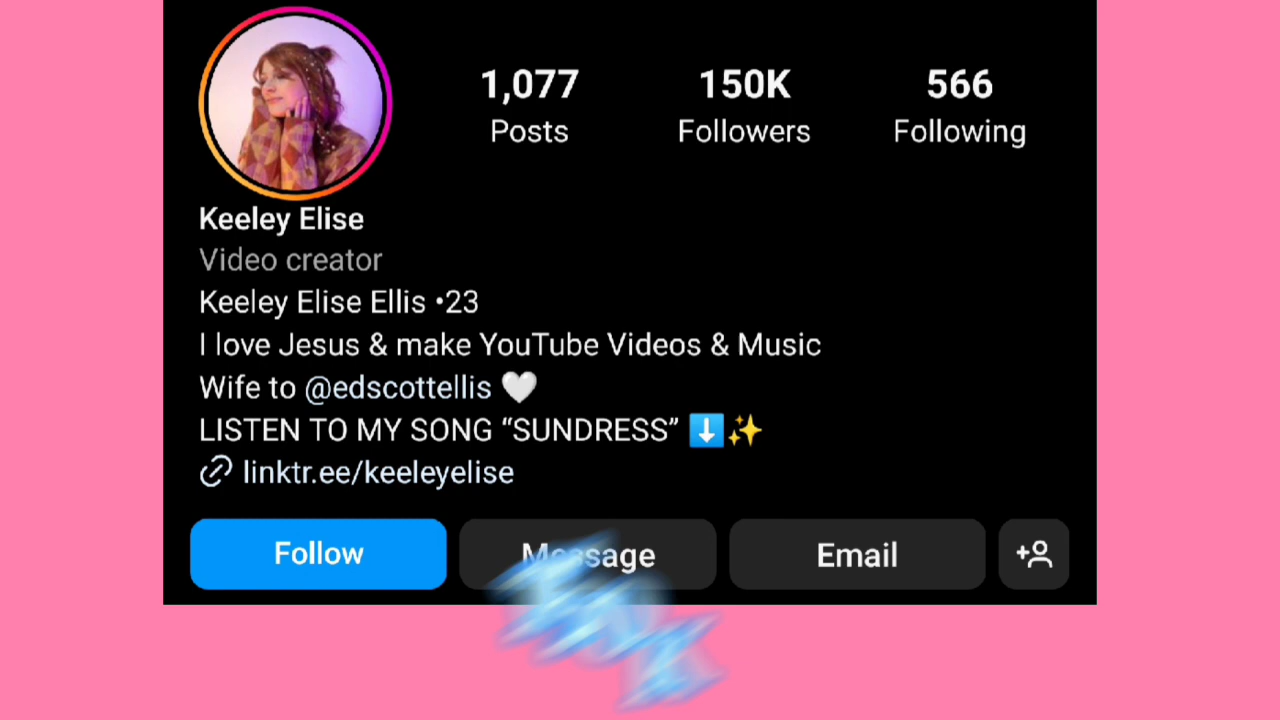 1,077 150K 566
Posts Followers Following
Keeley Elise
Video creator
Keeley Elise Ellis •23
I love Jesus & make YouTube Videos & Music
Wife to @edscottellis 🤍
LISTEN TO MY SONG “SUNDRESS” ⬇️✨
linktr.ee/keeleyelise
Follow Message Email